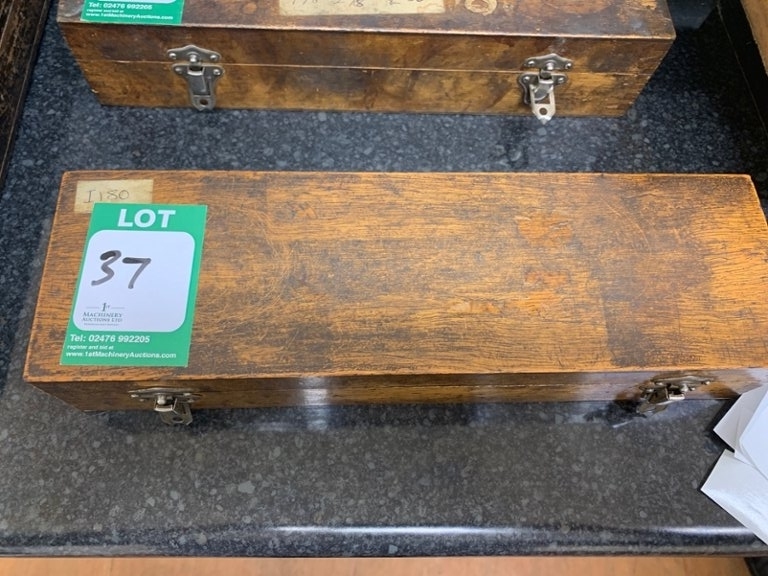 Tel: 02476 992205
register and bid at
www.1stMachineryAuctions.com
I180
LOT
37
1ST
MACHINERY
AUCTIONS LTD
Tel: 02476 992205
register and bid at
www.1stMachineryAuctions.com